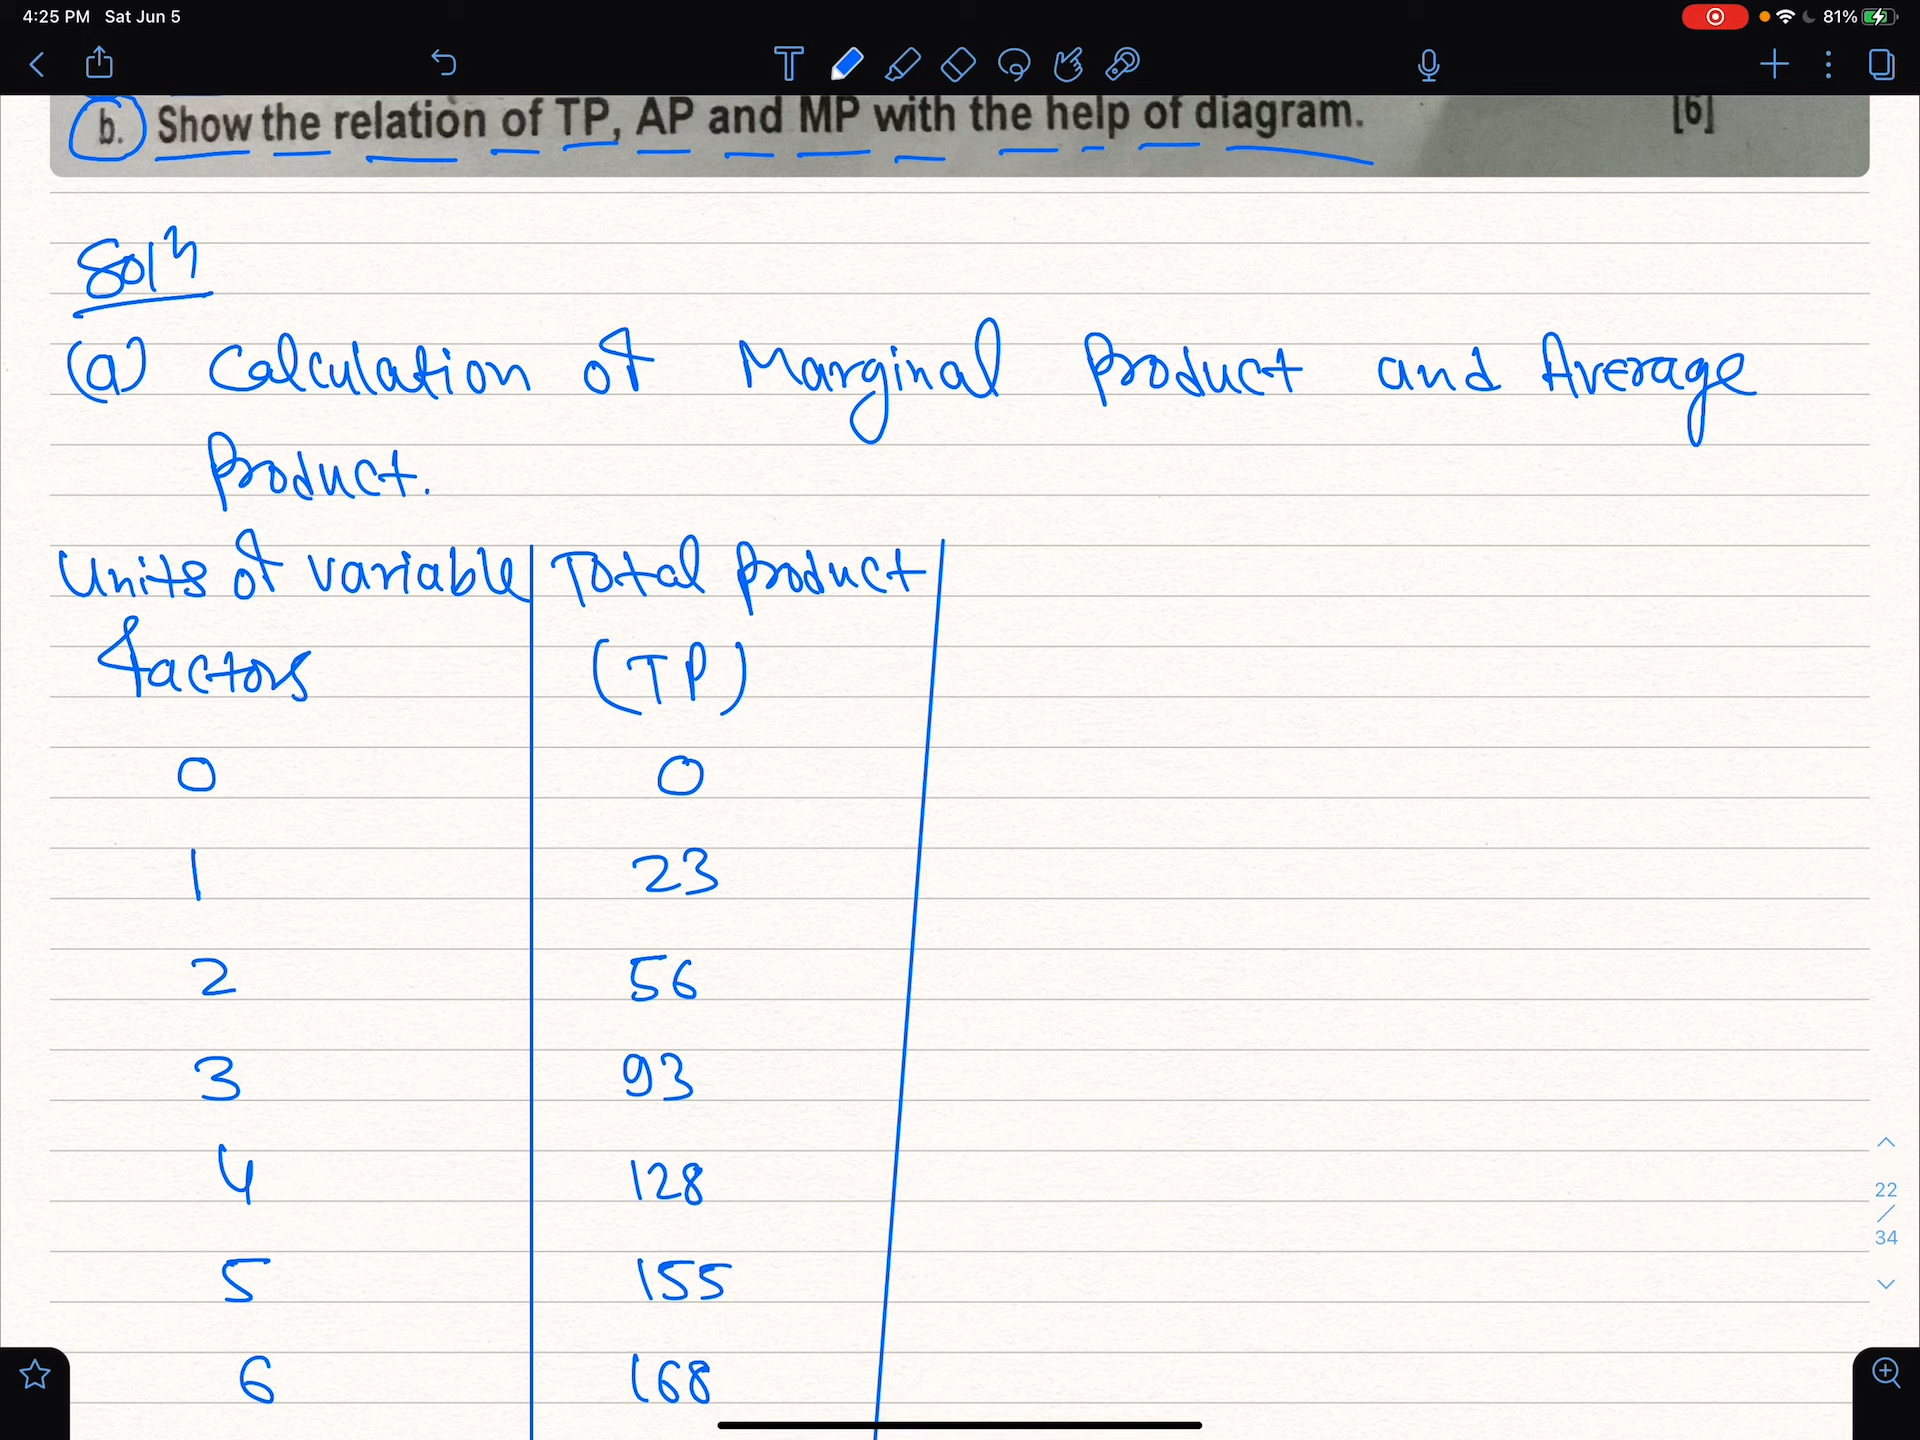 4:25 PM Sat Jun 5
81%
b. Show the relation of TP, AP and MP with the help of diagram. [6]
Solⁿ
(a) Calculation of Marginal Product and Average
Product.
Units of variable Total Product
factors (TP)
0 0
1 23
2 56
3 93
4 128
5 155
6 168
22
/
34